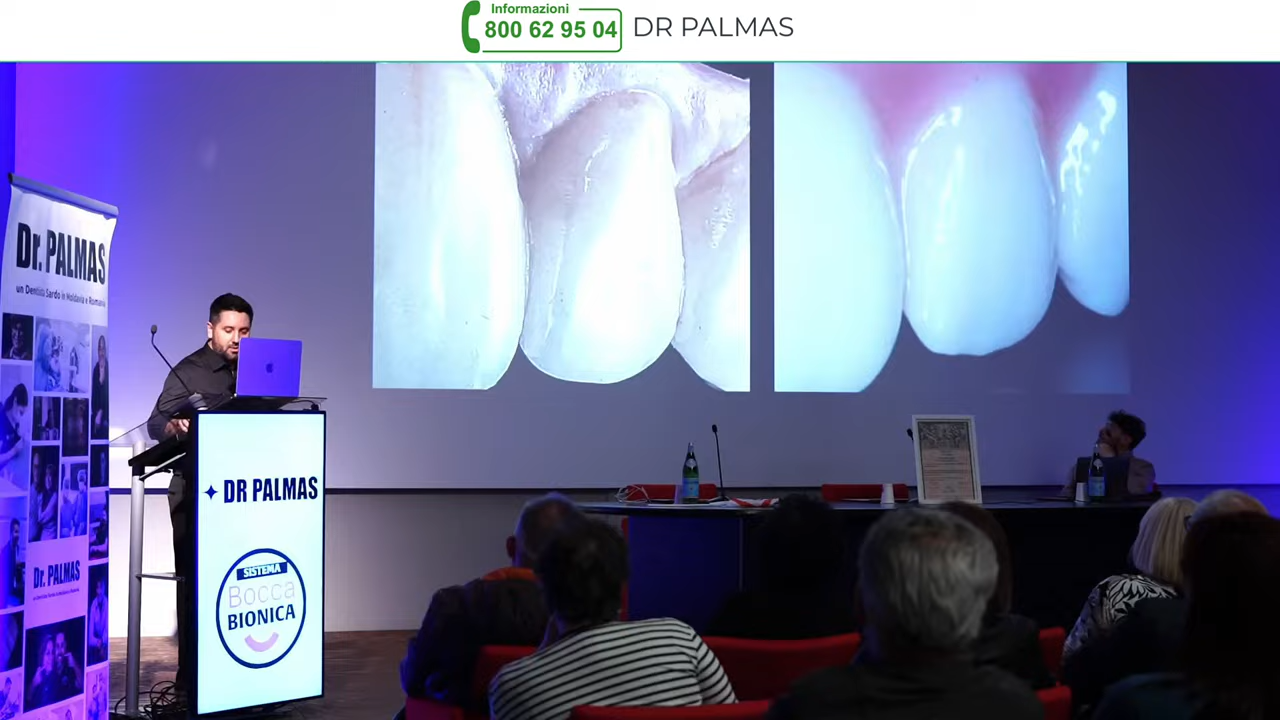 Informazioni
800 62 95 04
DR PALMAS
Dr. PALMAS
un Dentista Sardo in Moldavia e Romania
Dr. PALMAS
DR PALMAS
SISTEMA
Bocca
BIONICA